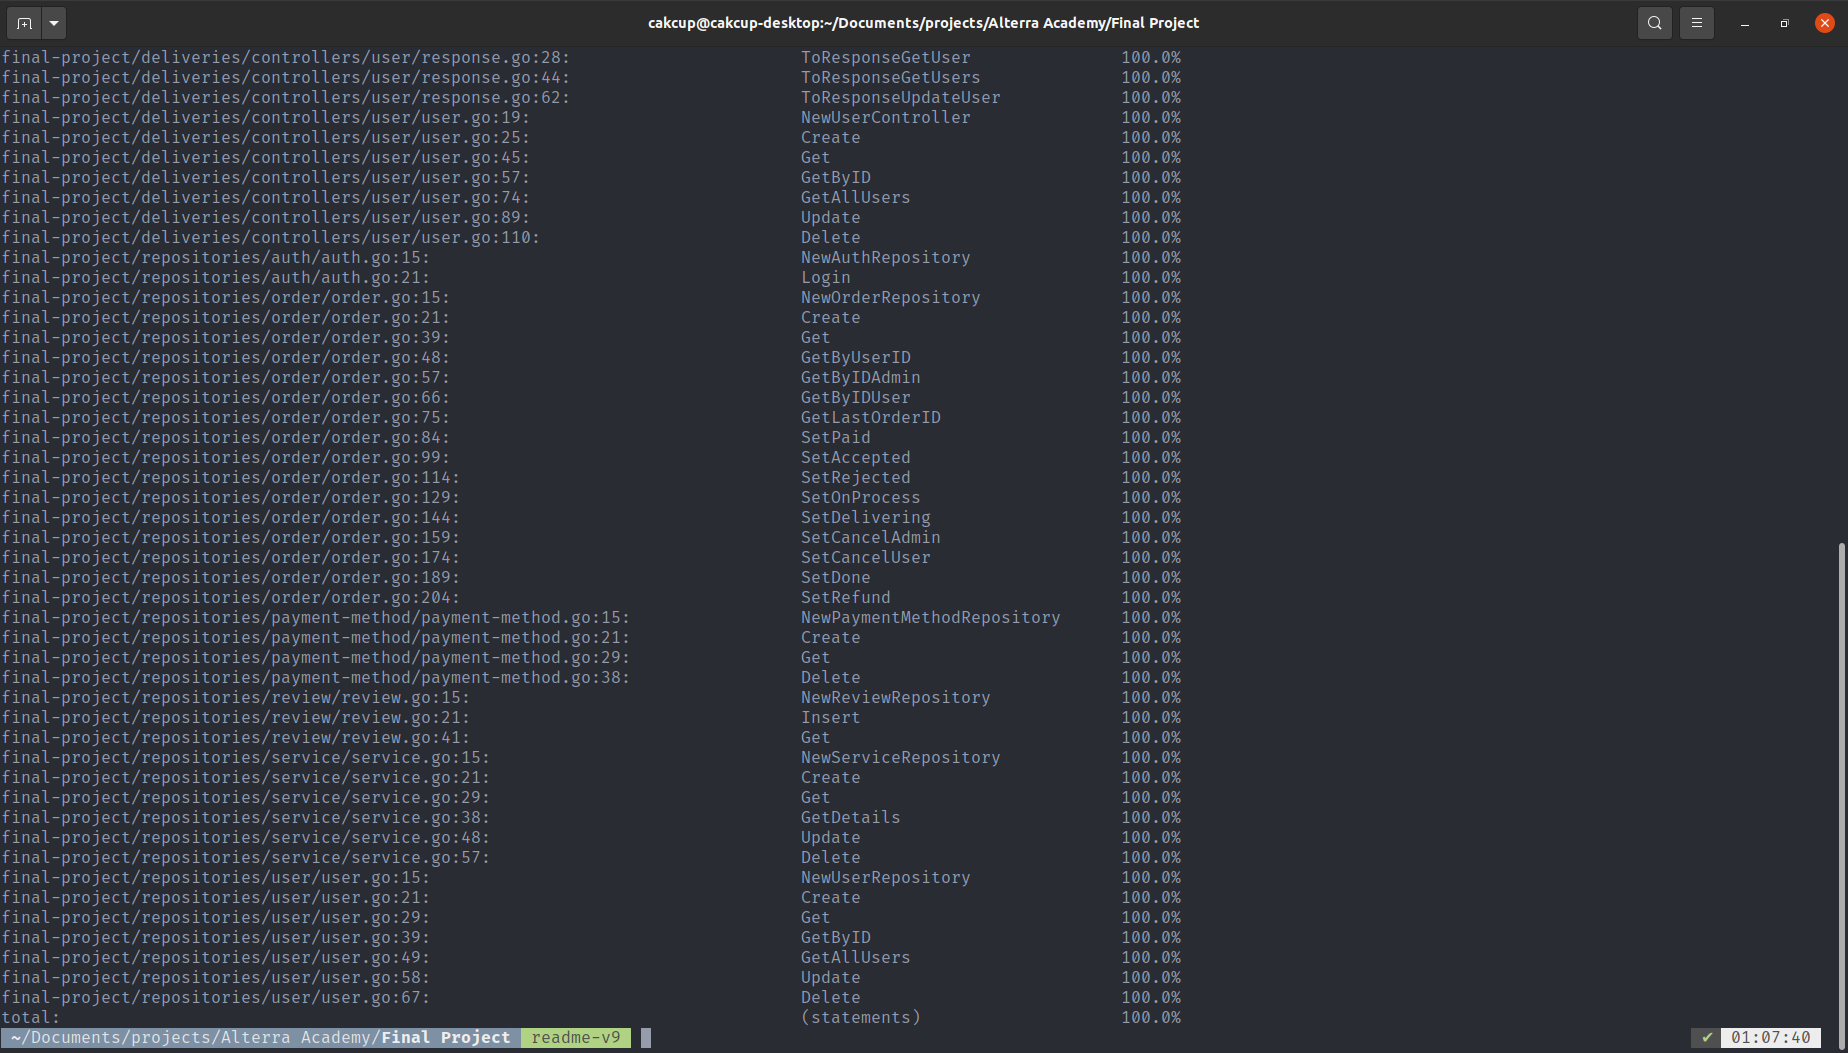 cakcup@cakcup-desktop:~/Documents/projects/Alterra Academy/Final Project
final-project/deliveries/controllers/user/response.go:28: ToResponseGetUser 100.0%
final-project/deliveries/controllers/user/response.go:44: ToResponseGetUsers 100.0%
final-project/deliveries/controllers/user/response.go:62: ToResponseUpdateUser 100.0%
final-project/deliveries/controllers/user/user.go:19: NewUserController 100.0%
final-project/deliveries/controllers/user/user.go:25: Create 100.0%
final-project/deliveries/controllers/user/user.go:45: Get 100.0%
final-project/deliveries/controllers/user/user.go:57: GetByID 100.0%
final-project/deliveries/controllers/user/user.go:74: GetAllUsers 100.0%
final-project/deliveries/controllers/user/user.go:89: Update 100.0%
final-project/deliveries/controllers/user/user.go:110: Delete 100.0%
final-project/repositories/auth/auth.go:15: NewAuthRepository 100.0%
final-project/repositories/auth/auth.go:21: Login 100.0%
final-project/repositories/order/order.go:15: NewOrderRepository 100.0%
final-project/repositories/order/order.go:21: Create 100.0%
final-project/repositories/order/order.go:39: Get 100.0%
final-project/repositories/order/order.go:48: GetByUserID 100.0%
final-project/repositories/order/order.go:57: GetByIDAdmin 100.0%
final-project/repositories/order/order.go:66: GetByIDUser 100.0%
final-project/repositories/order/order.go:75: GetLastOrderID 100.0%
final-project/repositories/order/order.go:84: SetPaid 100.0%
final-project/repositories/order/order.go:99: SetAccepted 100.0%
final-project/repositories/order/order.go:114: SetRejected 100.0%
final-project/repositories/order/order.go:129: SetOnProcess 100.0%
final-project/repositories/order/order.go:144: SetDelivering 100.0%
final-project/repositories/order/order.go:159: SetCancelAdmin 100.0%
final-project/repositories/order/order.go:174: SetCancelUser 100.0%
final-project/repositories/order/order.go:189: SetDone 100.0%
final-project/repositories/order/order.go:204: SetRefund 100.0%
final-project/repositories/payment-method/payment-method.go:15: NewPaymentMethodRepository 100.0%
final-project/repositories/payment-method/payment-method.go:21: Create 100.0%
final-project/repositories/payment-method/payment-method.go:29: Get 100.0%
final-project/repositories/payment-method/payment-method.go:38: Delete 100.0%
final-project/repositories/review/review.go:15: NewReviewRepository 100.0%
final-project/repositories/review/review.go:21: Insert 100.0%
final-project/repositories/review/review.go:41: Get 100.0%
final-project/repositories/service/service.go:15: NewServiceRepository 100.0%
final-project/repositories/service/service.go:21: Create 100.0%
final-project/repositories/service/service.go:29: Get 100.0%
final-project/repositories/service/service.go:38: GetDetails 100.0%
final-project/repositories/service/service.go:48: Update 100.0%
final-project/repositories/service/service.go:57: Delete 100.0%
final-project/repositories/user/user.go:15: NewUserRepository 100.0%
final-project/repositories/user/user.go:21: Create 100.0%
final-project/repositories/user/user.go:29: Get 100.0%
final-project/repositories/user/user.go:39: GetByID 100.0%
final-project/repositories/user/user.go:49: GetAllUsers 100.0%
final-project/repositories/user/user.go:58: Update 100.0%
final-project/repositories/user/user.go:67: Delete 100.0%
total: (statements) 100.0%
~/Documents/projects/Alterra Academy/Final Project readme-v9 ✔ 01:07:40